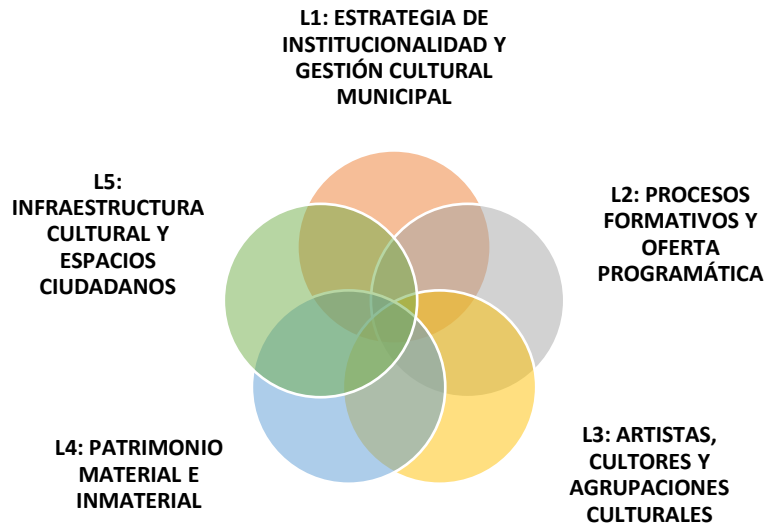 L1: ESTRATEGIA DE
INSTITUCIONALIDAD Y
GESTIÓN CULTURAL
MUNICIPAL
L2: PROCESOS
FORMATIVOS Y
OFERTA
PROGRAMÁTICA
L3: ARTISTAS,
CULTORES Y
AGRUPACIONES
CULTURALES
L4: PATRIMONIO
MATERIAL E
INMATERIAL
L5:
INFRAESTRUCTURA
CULTURAL Y
ESPACIOS
CIUDADANOS